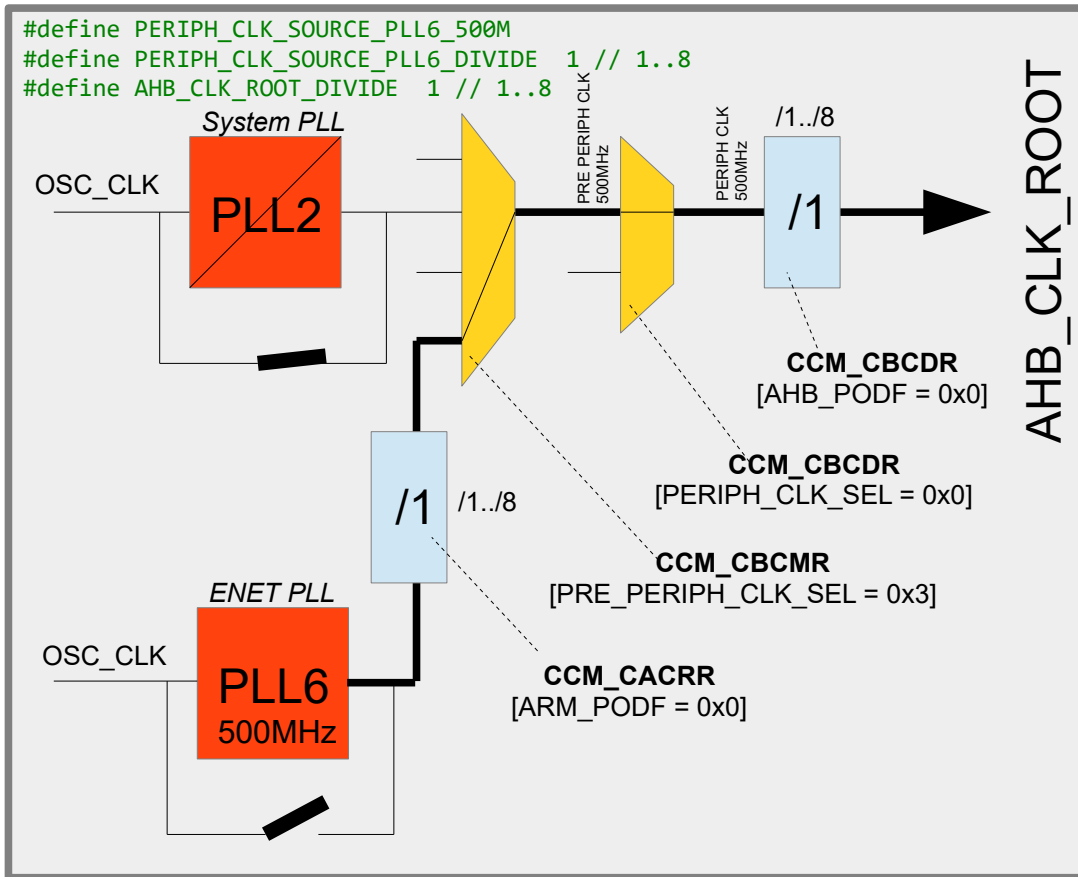 #define PERIPH_CLK_SOURCE_PLL6_500M
#define PERIPH_CLK_SOURCE_PLL6_DIVIDE  1 // 1..8
#define AHB_CLK_ROOT_DIVIDE  1 // 1..8
System PLL
OSC_CLK
PLL2
PRE PERIPH CLK
500MHz
PERIPH CLK
500MHz
/1../8
/1
AHB_CLK_ROOT
CCM_CBCDR
[AHB_PODF = 0x0]
CCM_CBCDR
[PERIPH_CLK_SEL = 0x0]
/1
/1../8
CCM_CBCMR
[PRE_PERIPH_CLK_SEL = 0x3]
ENET PLL
OSC_CLK
PLL6
500MHz
CCM_CACRR
[ARM_PODF = 0x0]